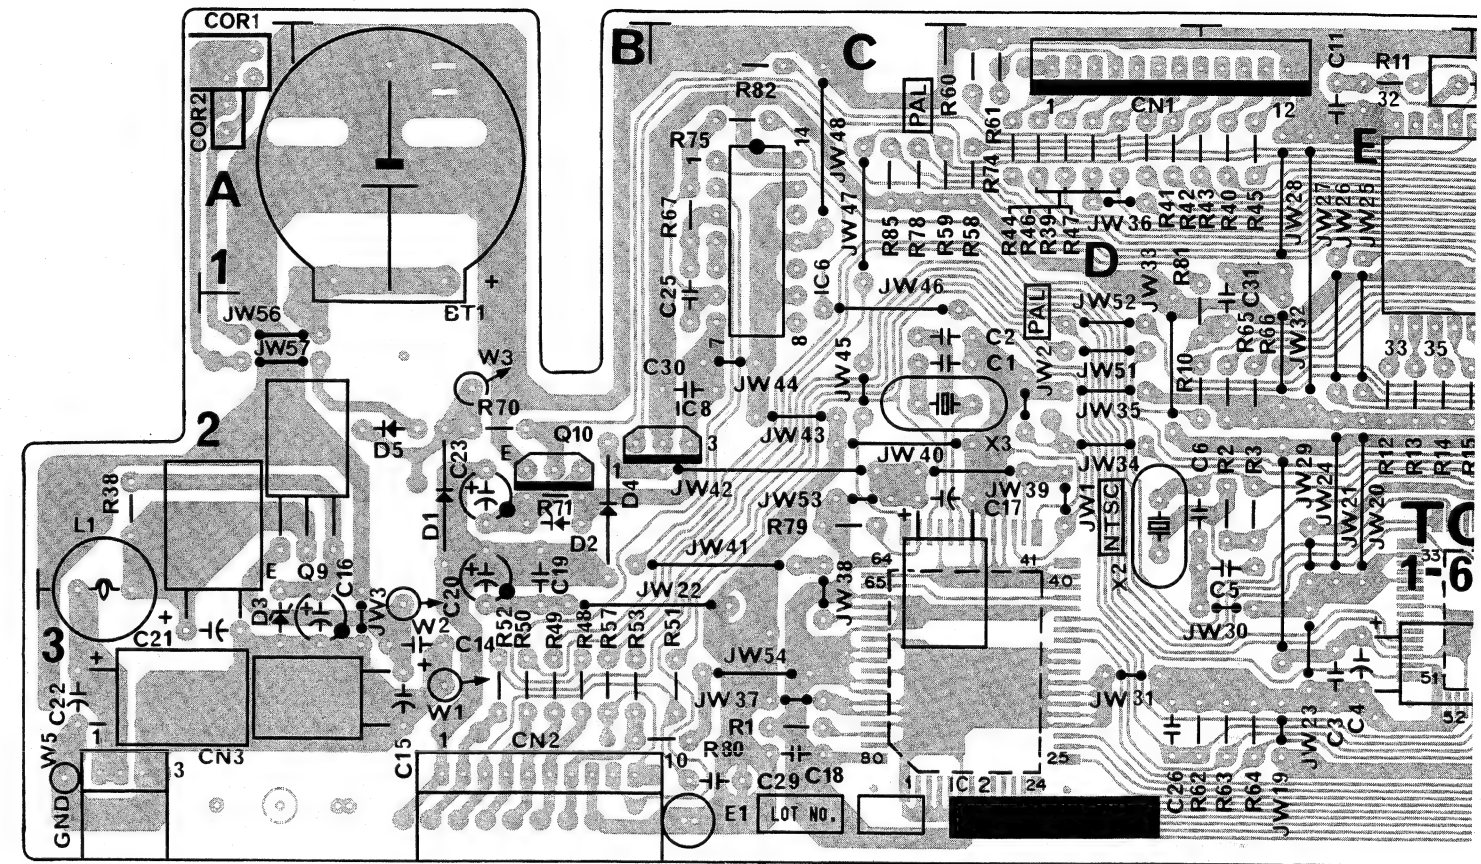 COR1
COR2
A
1
JW56
JW57
BT1
+
B
R82
R75
1
14
JW48
R67
JW47
C25
IC6
7
8
C30
JW44
IC8
JW43
JW45
JW46
C
PAL
R60
R61
R74
1
CN1
12
C11
R11
32
E
R85
R78
R59
R58
R44
R46
R39
R47
JW36
R41
R42
R43
R40
R45
JW28
JW27
JW26
JW25
D
JW33
R81
C31
R65
R66
JW32
R10
PAL
JW52
JW51
JW35
JW34
C2
C1
JW2
X3
33
35
2
W3
R70
D5
Q10
E
C23
1
3
D4
JW42
JW40
JW53
R79
JW39
C17
+
JW1
NTSC
X2
C6
R2
R3
JW29
JW24
JW21
JW20
R12
R13
R14
R15
TC
1-6
R38
L1
D1
+
R71
D2
JW41
JW22
JW38
64
65
41
40
33
C5
JW30
E
Q9
C16
D3
+
JW3
W2
C20
+
C19
C14
R52
R50
R49
R48
R57
R53
R51
3
C21
+
JW54
JW37
JW31
C3
C4
+
51
52
C22
+
1
3
CN3
W5
GND
W1
+
C15
1
CN2
10
R1
R80
C29
C18
80
1
IC2
24
25
C26
R62
R63
R64
JW19
JW23
E1
LOT NO.